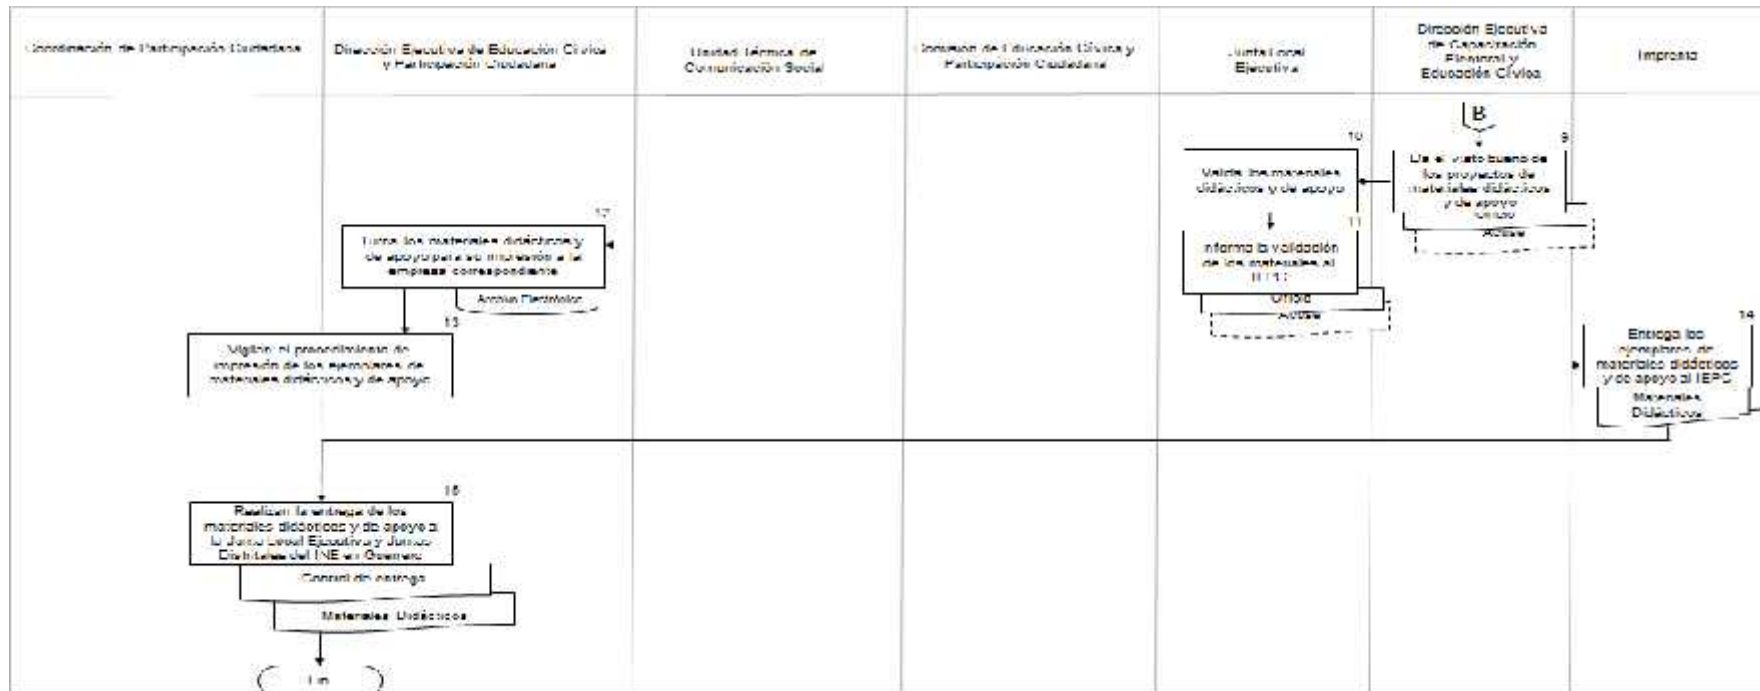 Coordinación de Participación Ciudadana
Dirección Ejecutiva de Educación Cívica
y Participación Ciudadana
Unidad Técnica de
Comunicación Social
Comisión de Educación Cívica y
Participación Ciudadana
Junta Local
Ejecutiva
Dirección Ejecutiva
de Capacitación
Electoral y
Educación Cívica
Imprenta
B
9
Da el visto bueno de
los proyectos de
materiales didácticos
y de apoyo
Oficio
Acuse
10
Valida los materiales
didácticos y de apoyo
11
Informa la validación
de los materiales al
IEPC
Oficio
Acuse
12
Turna los materiales didácticos y
de apoyo para su impresión a la
empresa correspondiente
Archivo Electrónico
13
Vigilan el procedimiento de
impresión de los ejemplares de
materiales didácticos y de apoyo
14
Entrega los
ejemplares de
materiales didácticos
y de apoyo al IEPC
Materiales
Didácticos
15
Realizan la entrega de los
materiales didácticos y de apoyo a
la Junta Local Ejecutiva y Juntas
Distritales del INE en Guerrero
Control de entrega
Materiales Didácticos
Fin